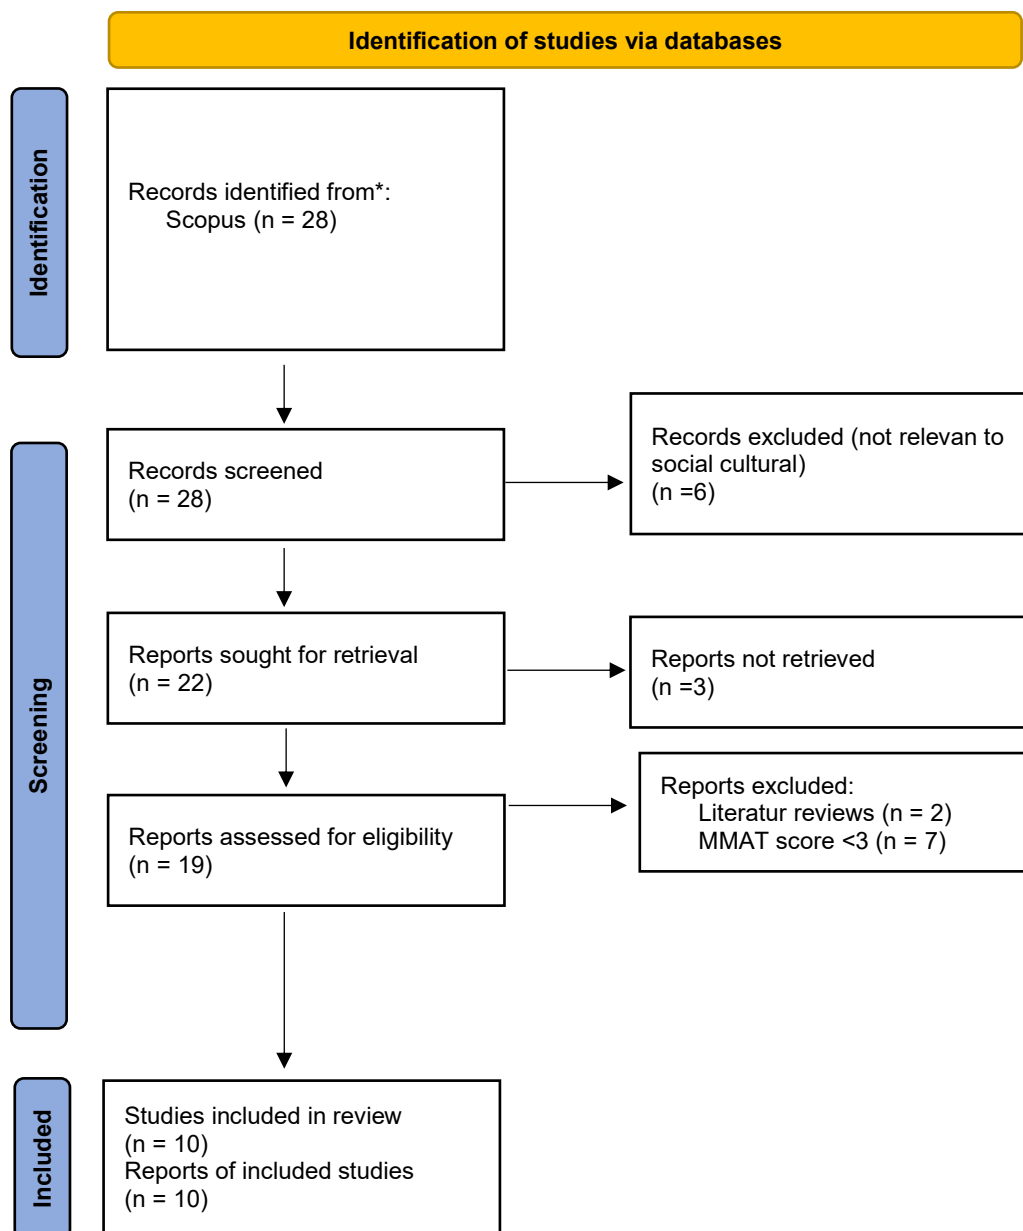 Identification of studies via databases
Identification
Records identified from*:
Scopus (n = 28)
Screening
Records screened
(n = 28)
Records excluded (not relevan to
social cultural)
(n =6)
Reports sought for retrieval
(n = 22)
Reports not retrieved
(n =3)
Reports assessed for eligibility
(n = 19)
Reports excluded:
Literatur reviews (n = 2)
MMAT score <3 (n = 7)
Included
Studies included in review
(n = 10)
Reports of included studies
(n = 10)